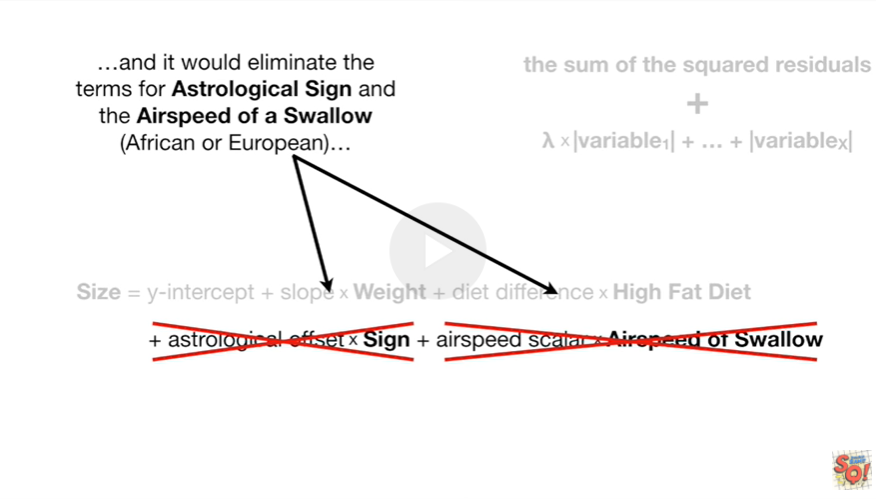 …and it would eliminate the
terms for Astrological Sign and
the Airspeed of a Swallow
(African or European)…
the sum of the squared residuals
+
λ × |variable₁| + … + |variableₓ|
Size = y-intercept + slope × Weight + diet difference × High Fat Diet
+ astrological offset × Sign + airspeed scalar × Airspeed of Swallow
SQ!